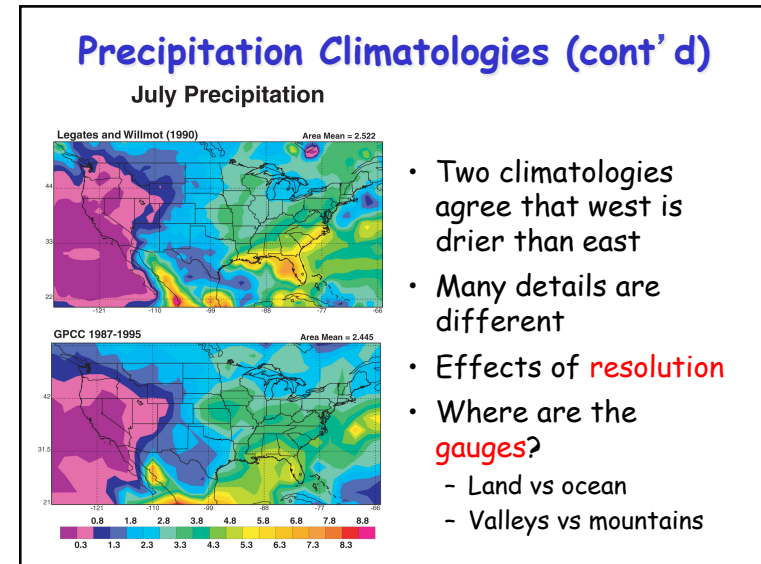 Precipitation Climatologies (cont'd)
July Precipitation
Legates and Willmot (1990) Area Mean = 2.522
44
33
22
-121 -110 -99 -88 -77 -66
GPCC 1987-1995 Area Mean = 2.445
42
31.5
21
-121 -110 -99 -88 -77 -66
0.8 1.8 2.8 3.8 4.8 5.8 6.8 7.8 8.8
0.3 1.3 2.3 3.3 4.3 5.3 6.3 7.3 8.3
• Two climatologies
agree that west is
drier than east
• Many details are
different
• Effects of resolution
• Where are the
gauges?
– Land vs ocean
– Valleys vs mountains